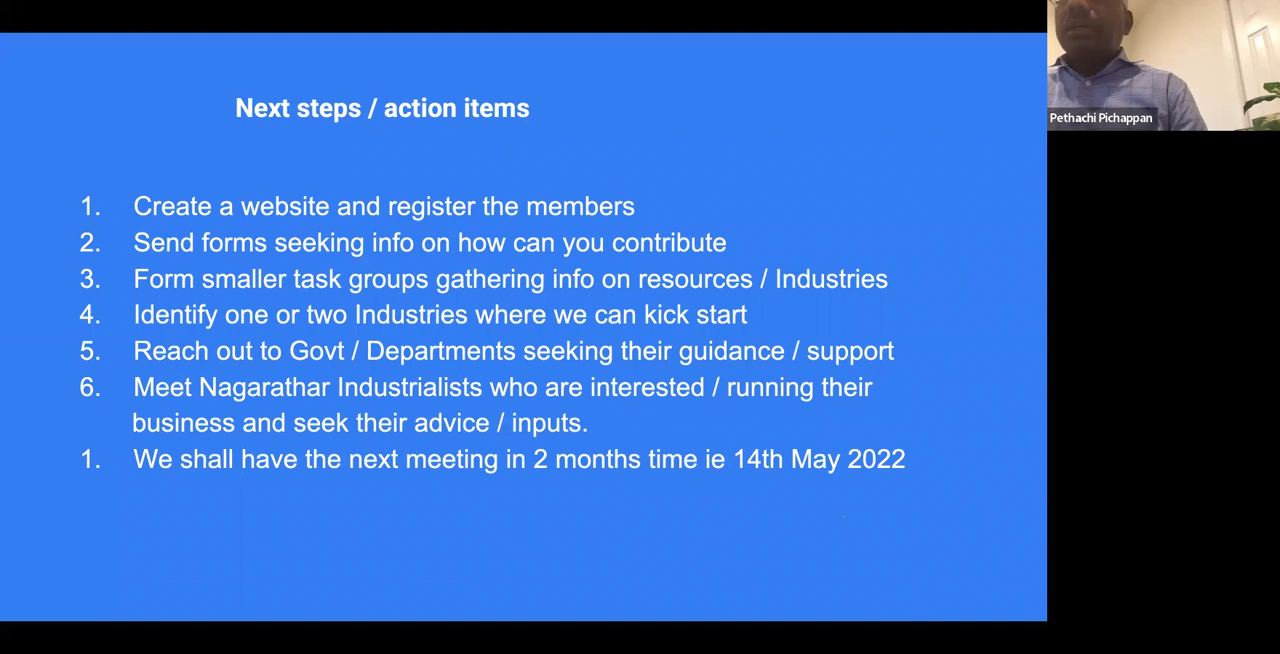 Next steps / action items
1. Create a website and register the members
2. Send forms seeking info on how can you contribute
3. Form smaller task groups gathering info on resources / Industries
4. Identify one or two Industries where we can kick start
5. Reach out to Govt / Departments seeking their guidance / support
6. Meet Nagarathar Industrialists who are interested / running their
business and seek their advice / inputs.
1. We shall have the next meeting in 2 months time ie 14th May 2022
Pethachi Pichappan